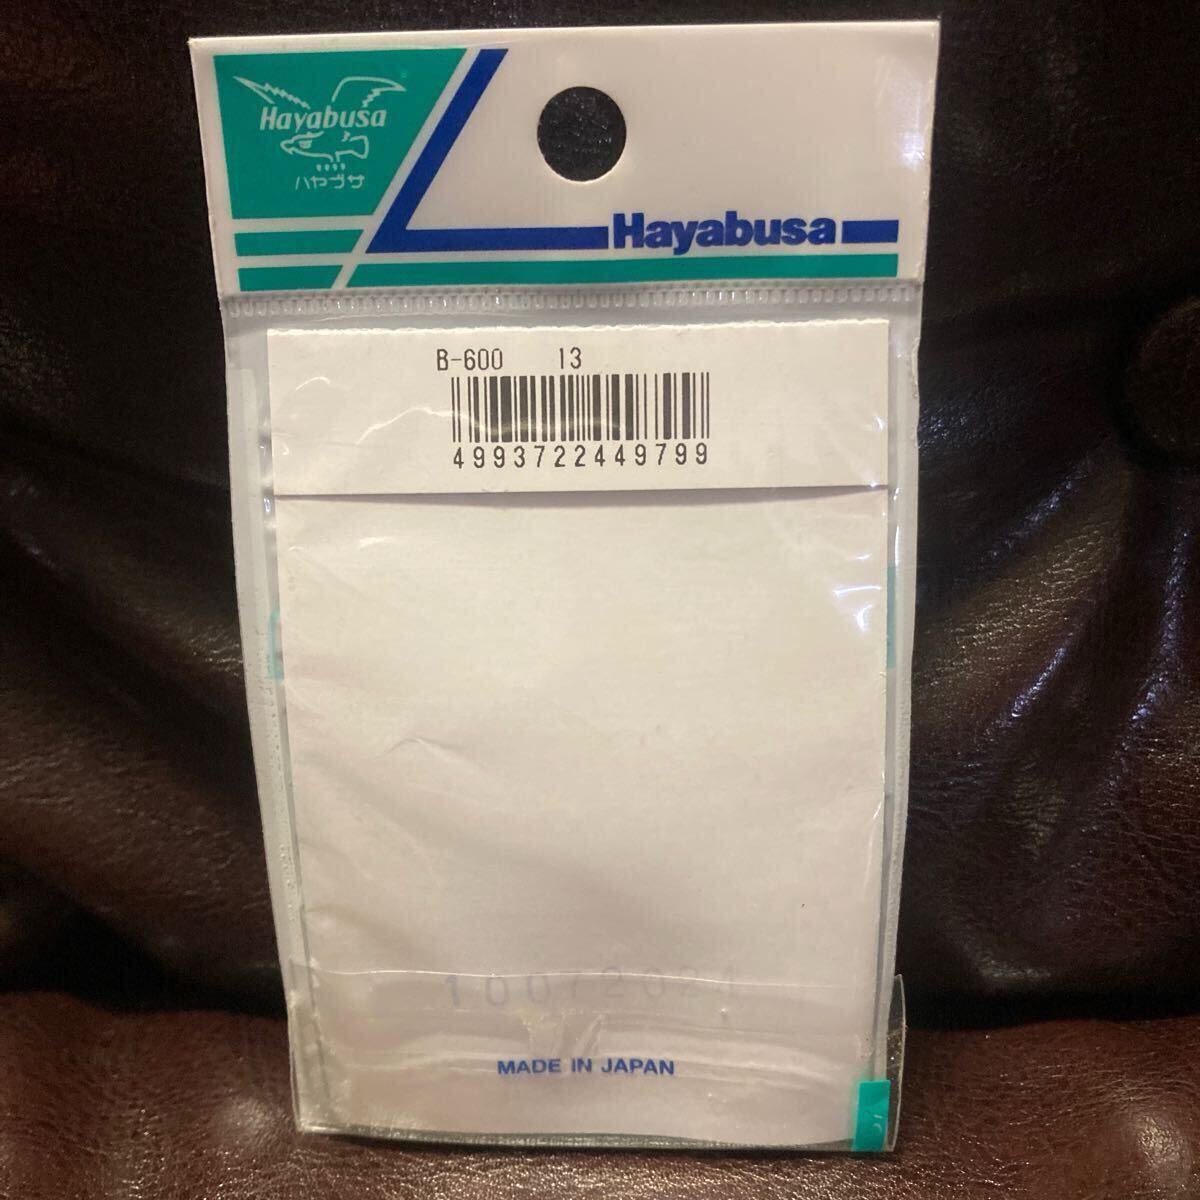 Hayabusa
ハヤブサ
Hayabusa
B-600 13
4993722449799
MADE IN JAPAN